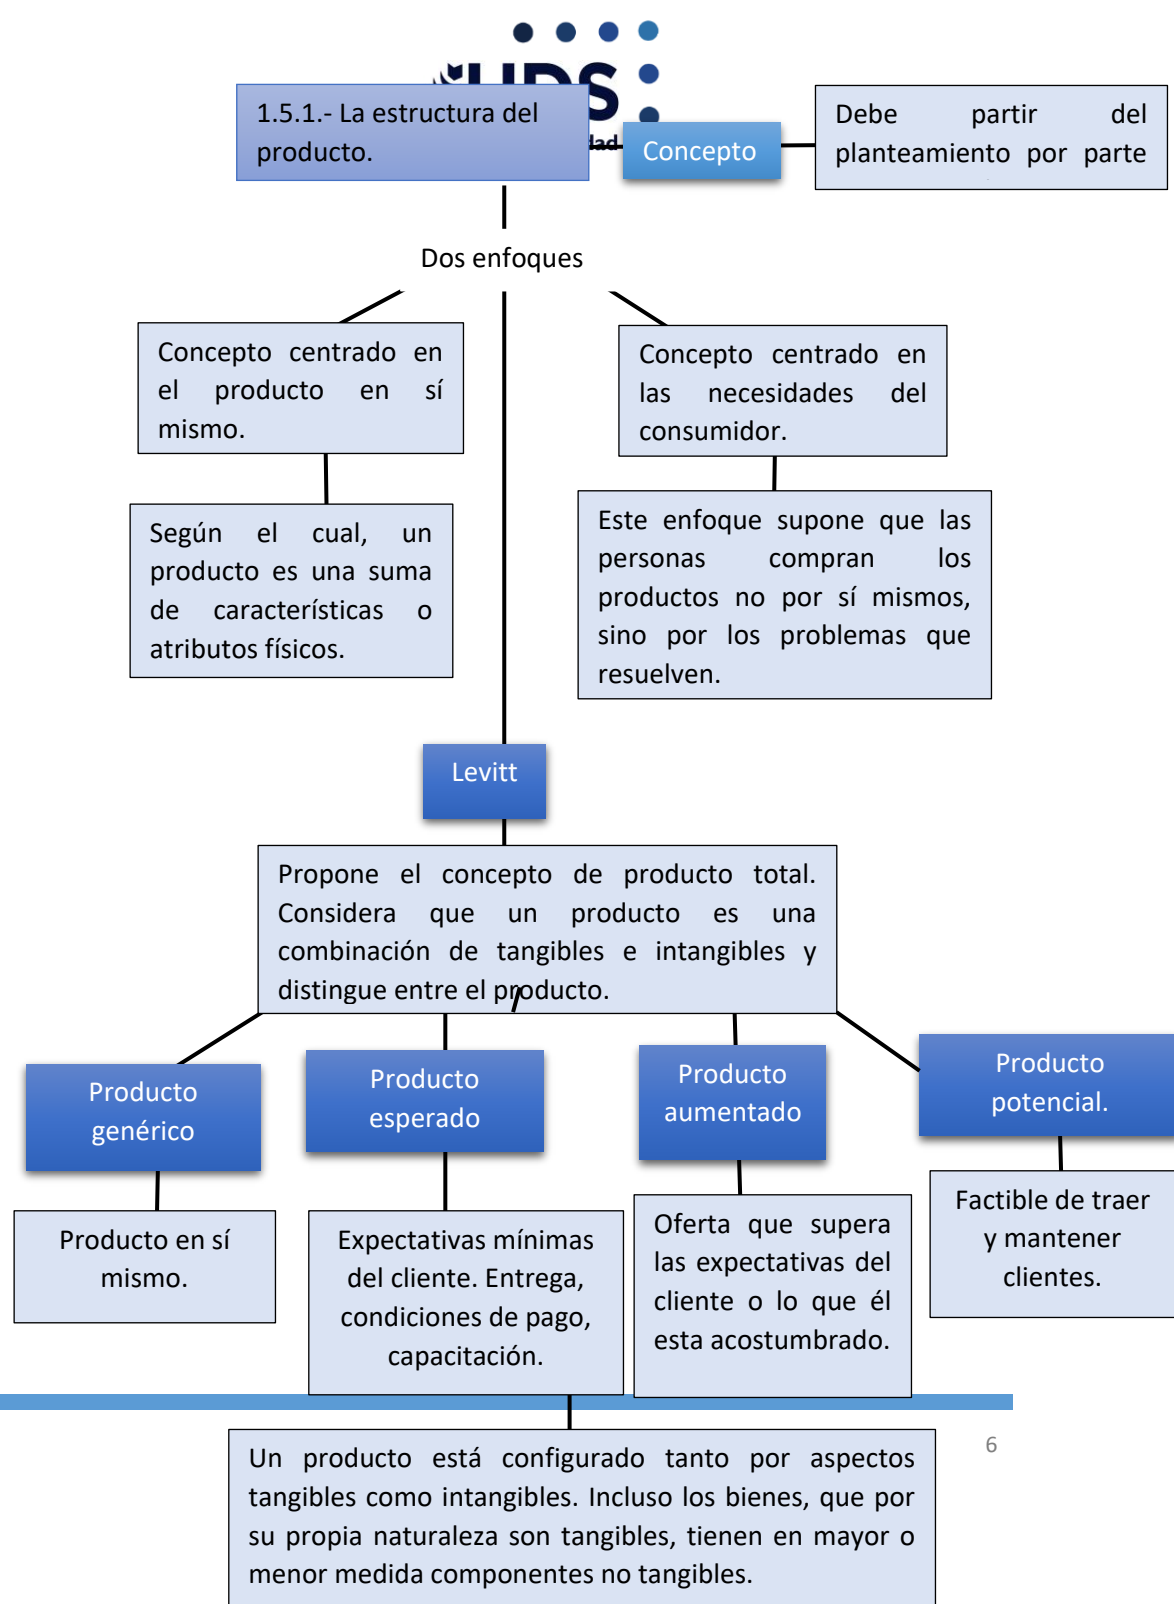 UDS
1.5.1.- La estructura del
producto.
dad
Concepto
Debe partir del
planteamiento por parte
Dos enfoques
Concepto centrado en
el producto en sí
mismo.
Concepto centrado en
las necesidades del
consumidor.
Según el cual, un
producto es una suma
de características o
atributos físicos.
Este enfoque supone que las
personas compran los
productos no por sí mismos,
sino por los problemas que
resuelven.
Levitt
Propone el concepto de producto total.
Considera que un producto es una
combinación de tangibles e intangibles y
distingue entre el producto.
Producto
genérico
Producto
esperado
Producto
aumentado
Producto
potencial.
Producto en sí
mismo.
Expectativas mínimas
del cliente. Entrega,
condiciones de pago,
capacitación.
Oferta que supera
las expectativas del
cliente o lo que él
esta acostumbrado.
Factible de traer
y mantener
clientes.
6
Un producto está configurado tanto por aspectos
tangibles como intangibles. Incluso los bienes, que por
su propia naturaleza son tangibles, tienen en mayor o
menor medida componentes no tangibles.